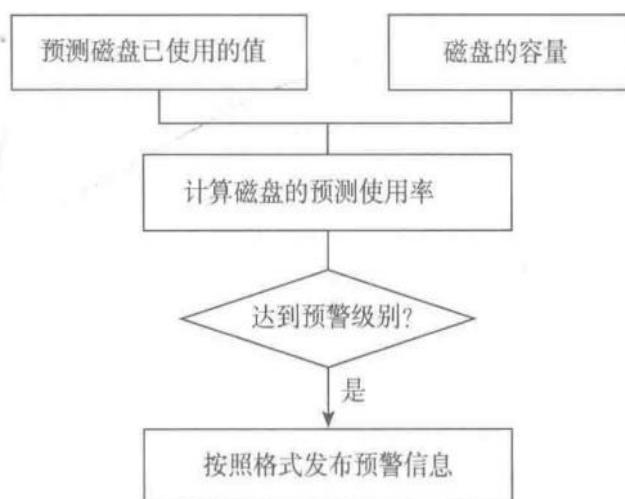 预测磁盘已使用的值
磁盘的容量
计算磁盘的预测使用率
达到预警级别?
是
按照格式发布预警信息